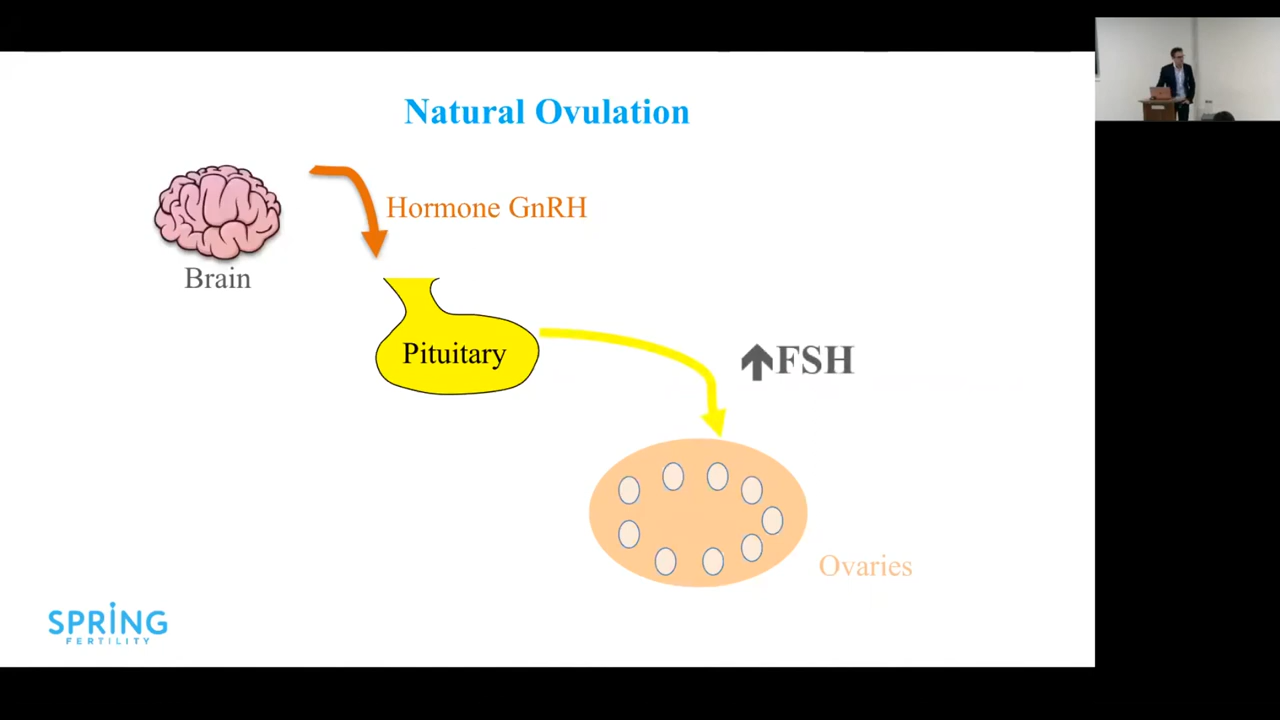 Natural Ovulation
Hormone GnRH
Brain
Pituitary
FSH
Ovaries
SPRING
FERTILITY